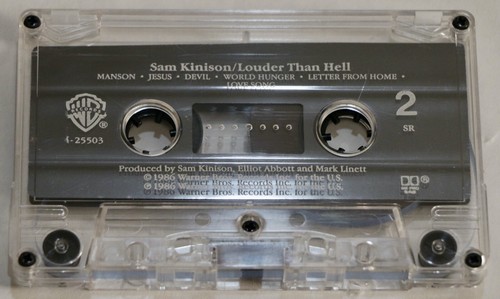 Sam Kinison/Louder Than Hell
MANSON • JESUS • DEVIL • WORLD HUNGER • LETTER FROM HOME •
LOVE SONG
2
SR
4-25503
Produced by Sam Kinison, Elliot Abbott and Mark Linett
© 1986 Warner Bros. Records Inc. for the U.S.
℗ 1986 Warner Bros. Records Inc. for the U.S.